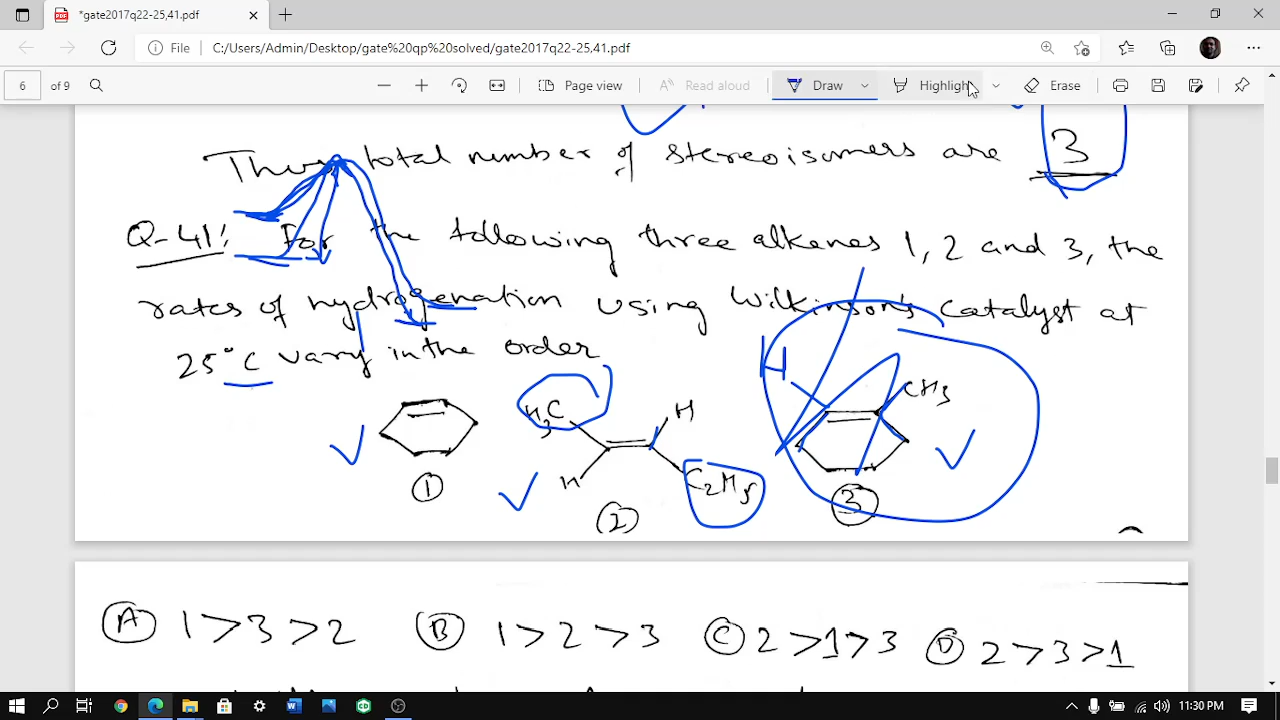 *gate2017q22-25,41.pdf
File C:/Users/Admin/Desktop/gate%20qp%20solved/gate2017q22-25,41.pdf
6 of 9 Page view Read aloud Draw Highlight Erase
Thus, total number of stereoisomers are 3
Q-41! For the following three alkenes 1, 2 and 3, the
rates of hydrogenation using Wilkinson's Catalyst at
25°C vary in the order
H CH3
H3C H
H C2H5
1 2 3
A 1 > 3 > 2 B 1 > 2 > 3 C 2 > 1 > 3 D 2 > 3 > 1
11:30 PM